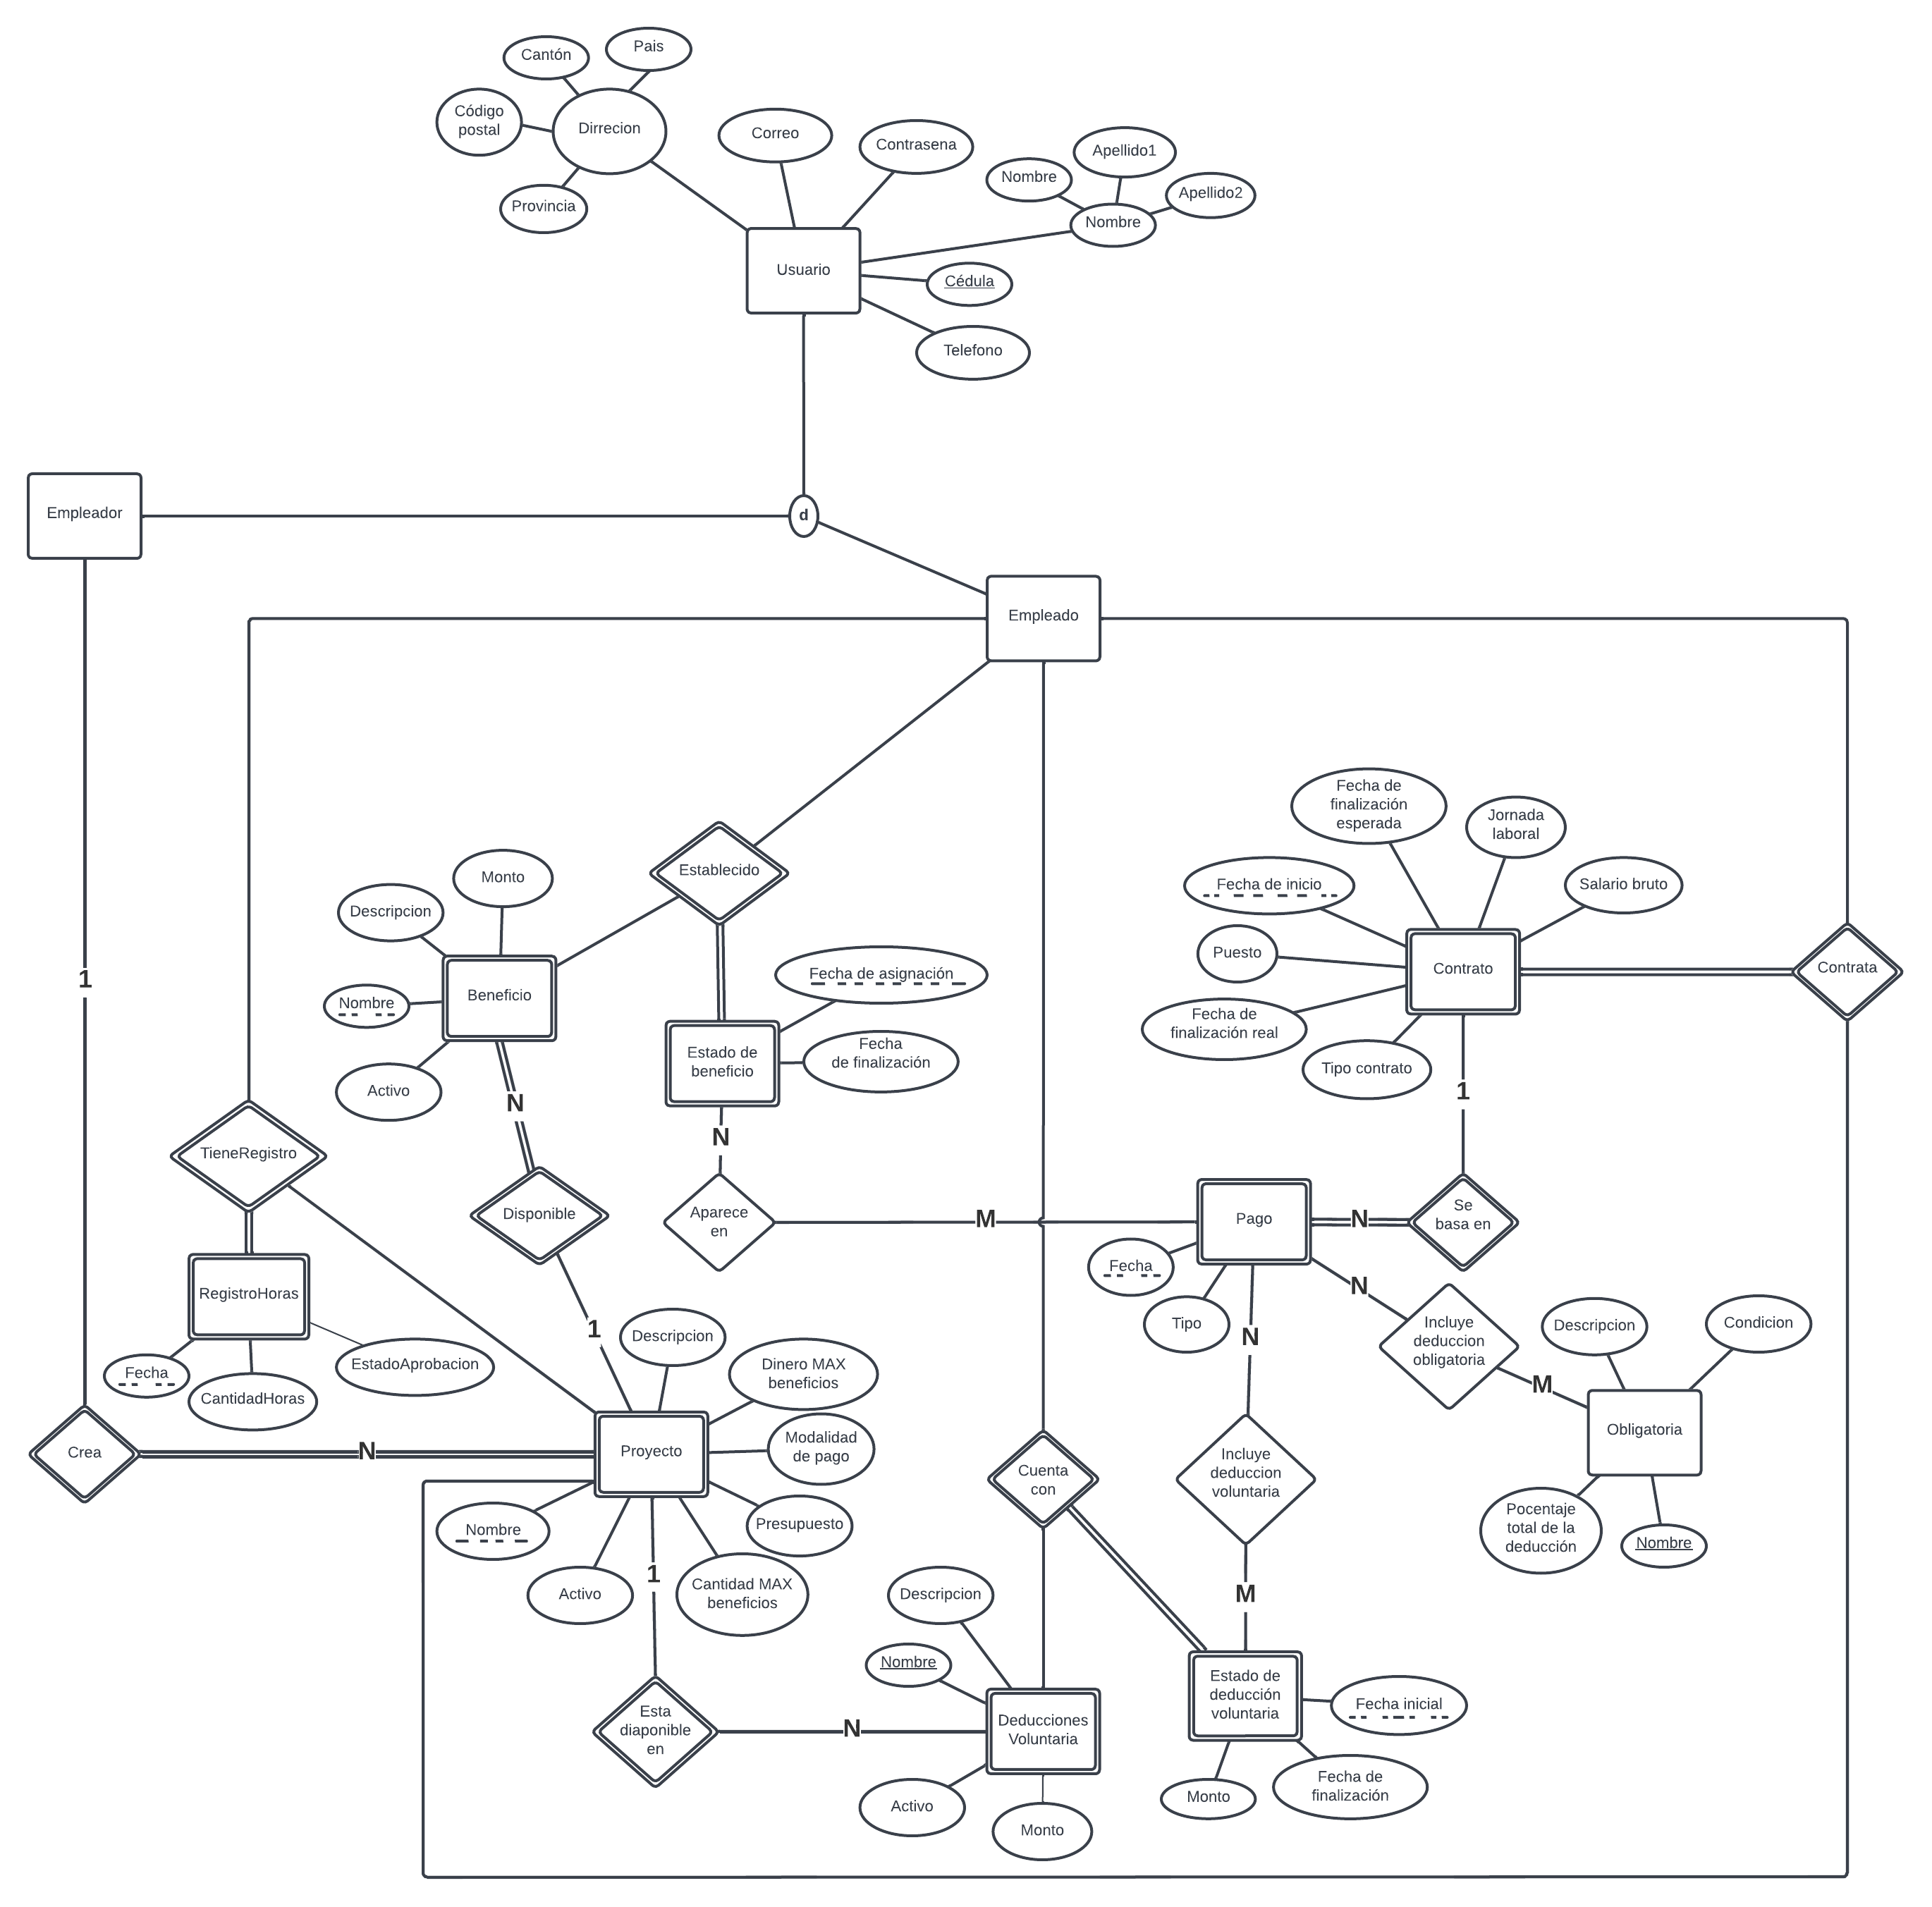 Pais
Cantón
Código
postal
Dirrecion
Provincia
Correo
Contrasena
Nombre
Apellido1
Apellido2
Nombre
Usuario
Cédula
Telefono
Empleador
d
Empleado
1
Establecido
Monto
Descripcion
Beneficio
Nombre
Activo
N
Fecha de asignación
Estado de
beneficio
Fecha
de finalización
N
Fecha de
finalización
esperada
Jornada
laboral
Fecha de inicio
Salario bruto
Puesto
Contrato
Contrata
Fecha de
finalización real
Tipo contrato
1
TieneRegistro
Disponible
Aparece
en
M
Pago
N
Se
basa en
Fecha
Tipo
N
N
Incluye
deduccion
obligatoria
M
Descripcion
Condicion
Obligatoria
Pocentaje
total de la
deducción
Nombre
RegistroHoras
Fecha
CantidadHoras
EstadoAprobacion
1
Descripcion
Dinero MAX
beneficios
Modalidad
de pago
Crea
N
Proyecto
Presupuesto
Nombre
Activo
1
Cantidad MAX
beneficios
Cuenta
con
Incluye
deduccion
voluntaria
M
Descripcion
Nombre
Esta
diaponible
en
N
Deducciones
Voluntaria
Activo
Monto
Estado de
deducción
voluntaria
Fecha inicial
Monto
Fecha de
finalización